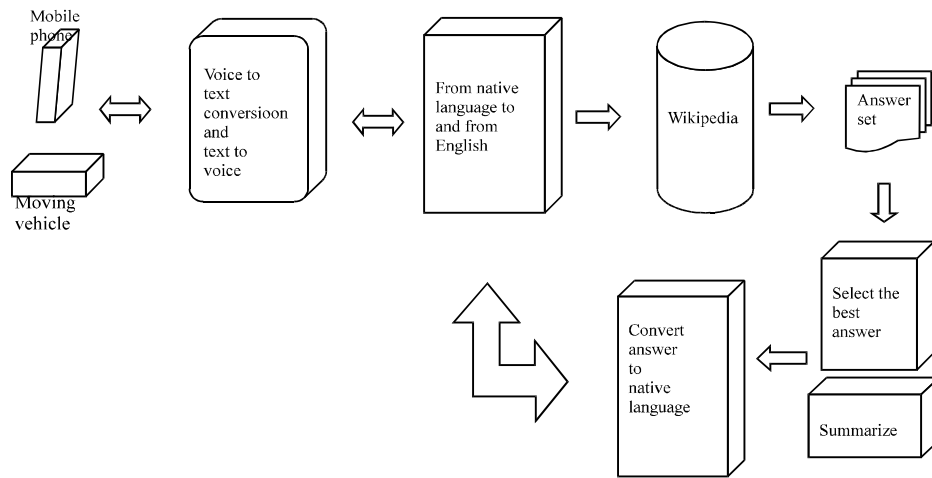 Mobile
phone
Voice to
text
conversioon
and
text to
voice
From native
language to
and from
English
Wikipedia
Answer
set
Moving
vehicle
Select the
best
answer
Convert
answer
to
native
language
Summarize